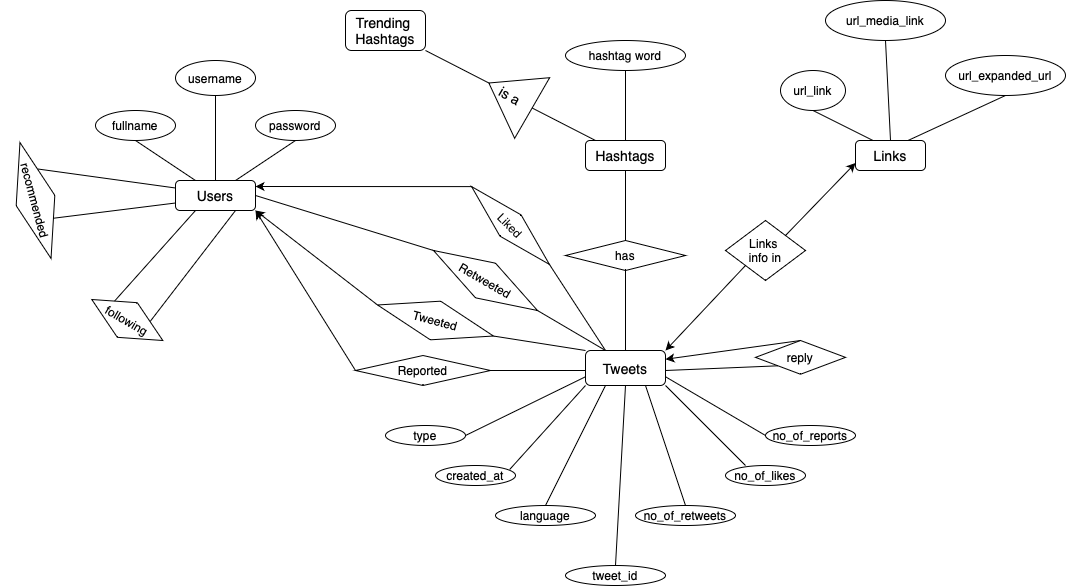 Trending
Hashtags
url_media_link
hashtag word
username
url_expanded_url
url_link
is a
fullname
password
Hashtags
Links
recommended
Users
Liked
has
Links
info in
Retweeted
following
Tweeted
reply
Reported
Tweets
type
no_of_reports
created_at
no_of_likes
language
no_of_retweets
tweet_id